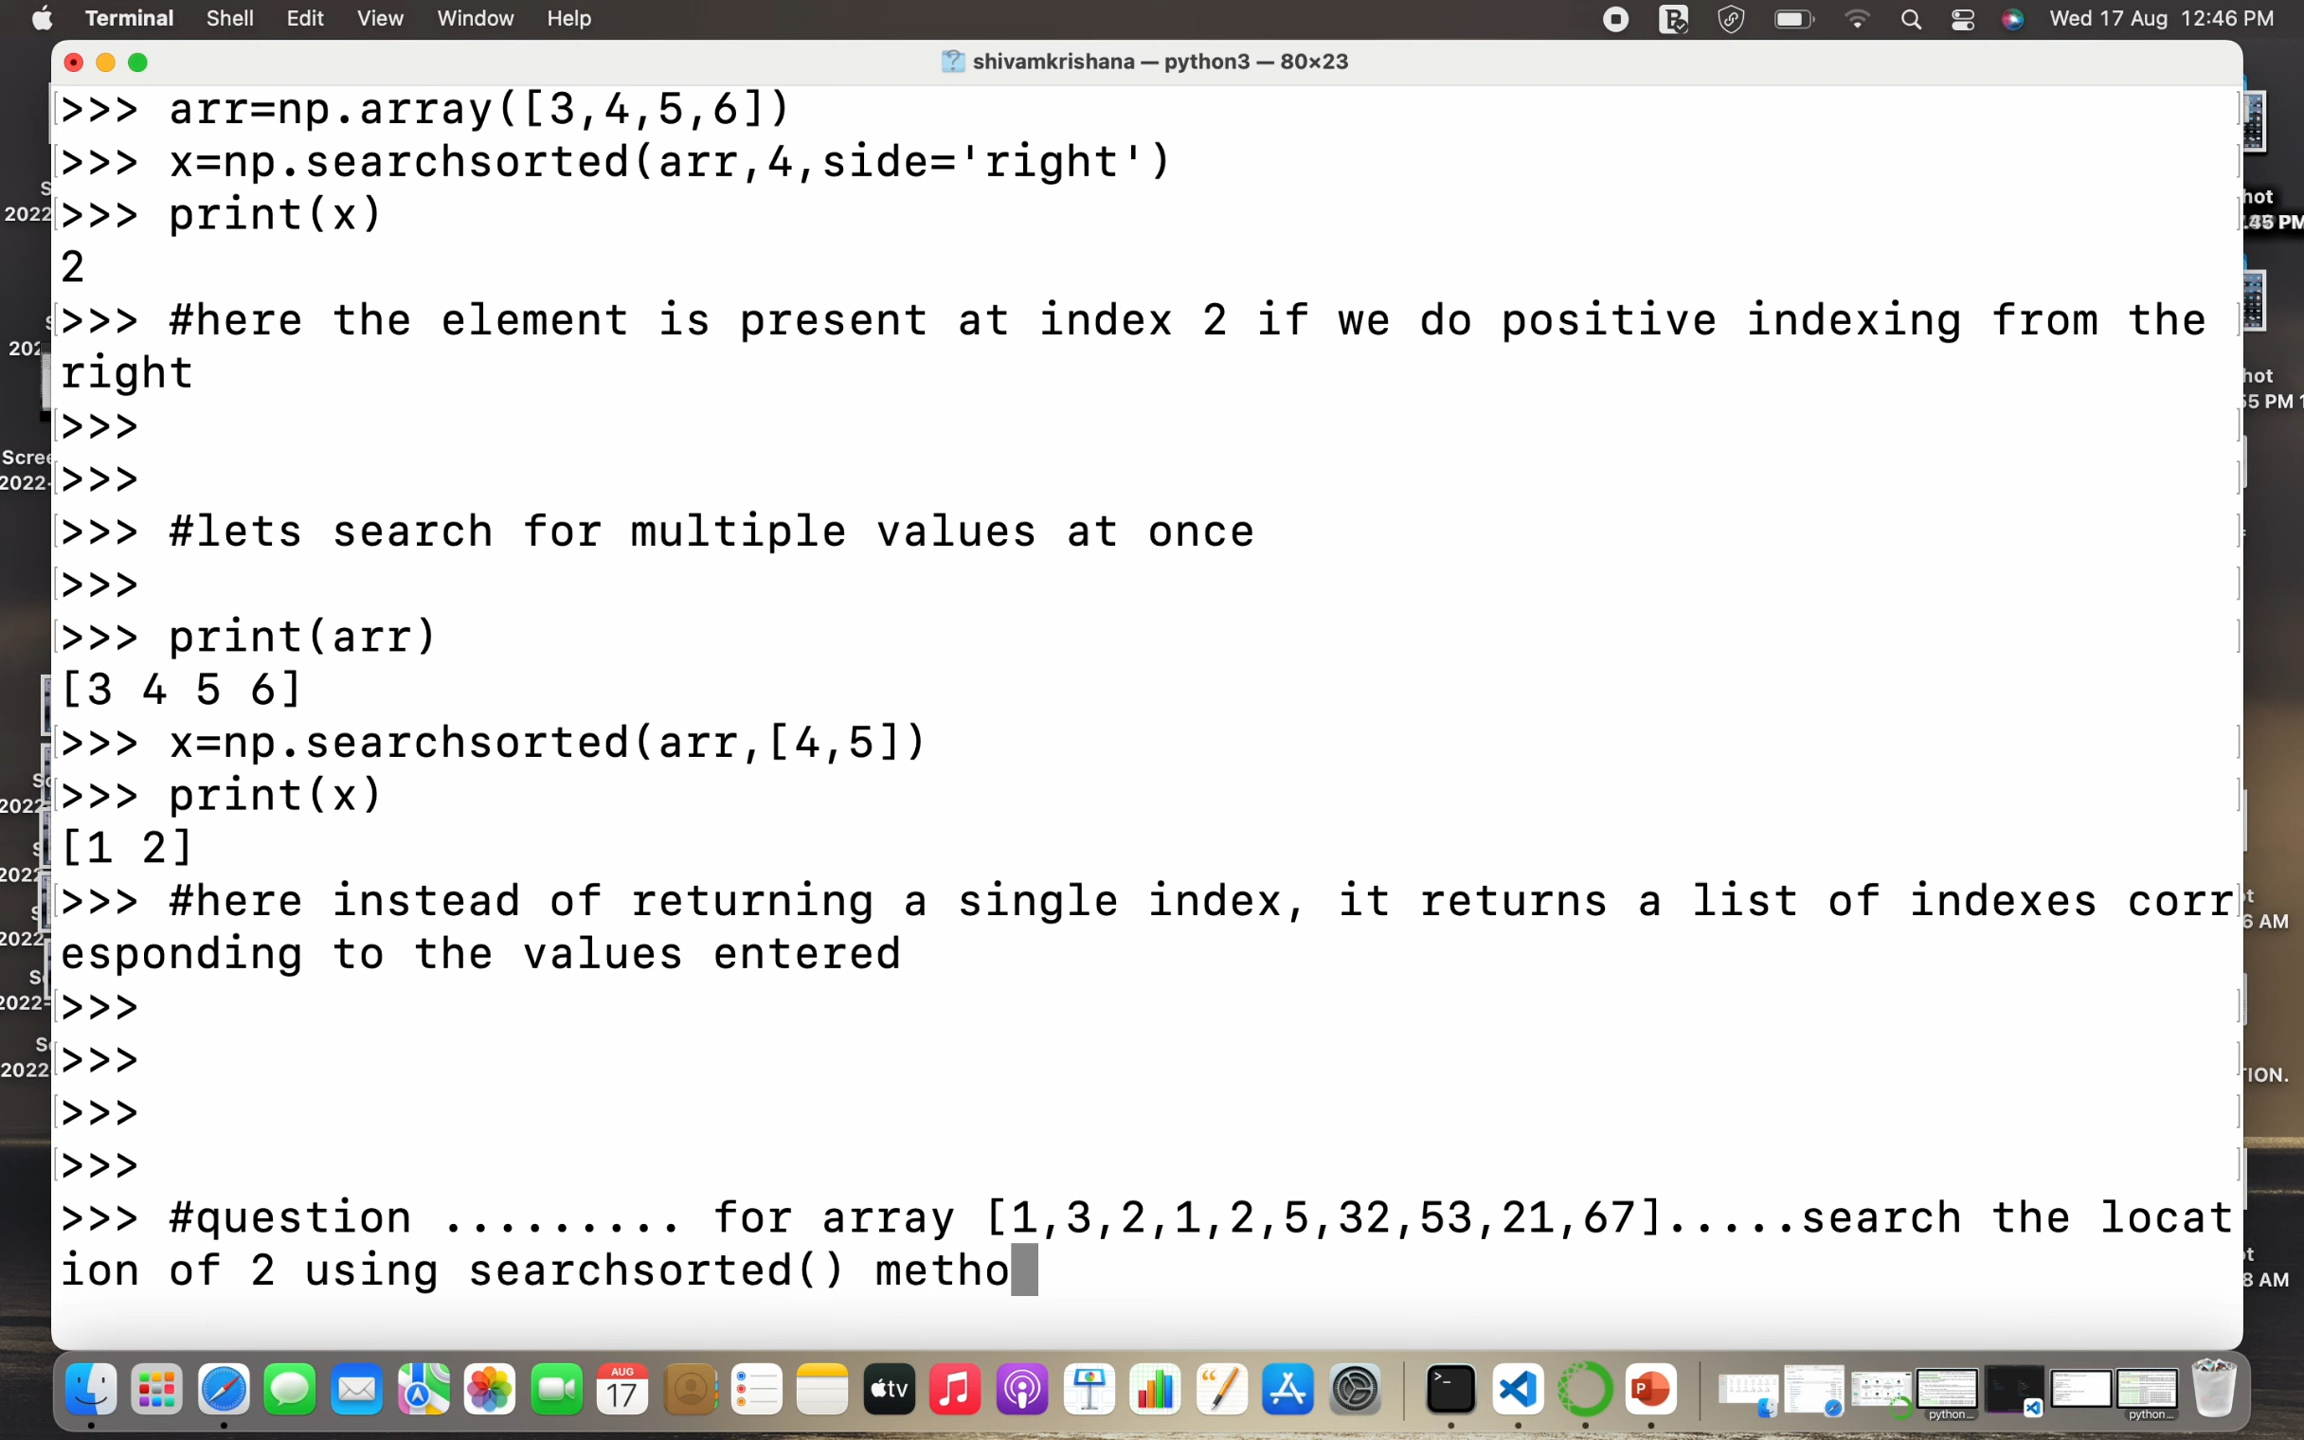 Terminal Shell Edit View Window Help Wed 17 Aug 12:46 PM
shivamkrishana — python3 — 80×23
>>> arr=np.array([3,4,5,6])
>>> x=np.searchsorted(arr,4,side='right')
>>> print(x)
2
>>> #here the element is present at index 2 if we do positive indexing from the
right
>>>
>>>
>>> #lets search for multiple values at once
>>>
>>> print(arr)
[3 4 5 6]
>>> x=np.searchsorted(arr,[4,5])
>>> print(x)
[1 2]
>>> #here instead of returning a single index, it returns a list of indexes corr
esponding to the values entered
>>>
>>>
>>>
>>>
>>> #question ......... for array [1,3,2,1,2,5,32,53,21,67].....search the locat
ion of 2 using searchsorted() metho
AUG
17
tv
python...
python...